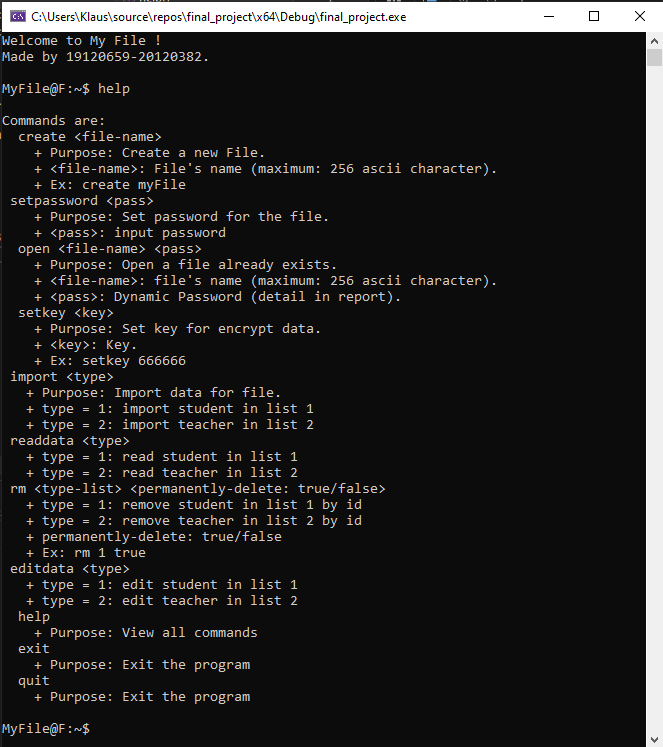 C:\Users\Klaus\source\repos\final_project\x64\Debug\final_project.exe
Welcome to My File !
Made by 19120659-20120382.
MyFile@F:~$ help
Commands are:
create <file-name>
+ Purpose: Create a new File.
+ <file-name>: File's name (maximum: 256 ascii character).
+ Ex: create myFile
setpassword <pass>
+ Purpose: Set password for the file.
+ <pass>: input password
open <file-name> <pass>
+ Purpose: Open a file already exists.
+ <file-name>: file's name (maximum: 256 ascii character).
+ <pass>: Dynamic Password (detail in report).
setkey <key>
+ Purpose: Set key for encrypt data.
+ <key>: Key.
+ Ex: setkey 666666
import <type>
+ Purpose: Import data for file.
+ type = 1: import student in list 1
+ type = 2: import teacher in list 2
readdata <type>
+ type = 1: read student in list 1
+ type = 2: read teacher in list 2
rm <type-list> <permanently-delete: true/false>
+ type = 1: remove student in list 1 by id
+ type = 2: remove teacher in list 2 by id
+ permanently-delete: true/false
+ Ex: rm 1 true
editdata <type>
+ type = 1: edit student in list 1
+ type = 2: edit teacher in list 2
help
+ Purpose: View all commands
exit
+ Purpose: Exit the program
quit
+ Purpose: Exit the program
MyFile@F:~$